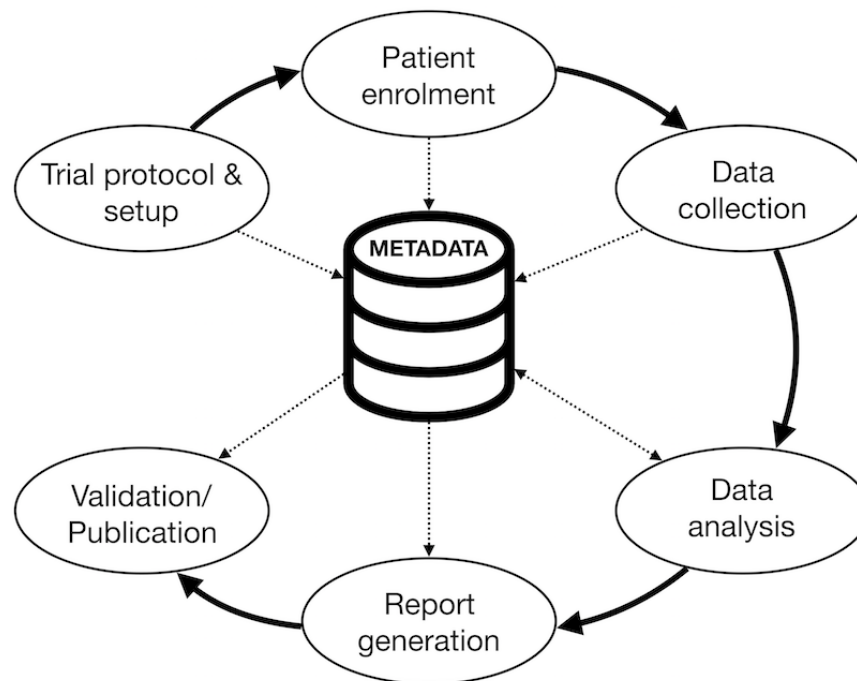 Patient
enrolment
Trial protocol &
setup
Data
collection
METADATA
Validation/
Publication
Data
analysis
Report
generation